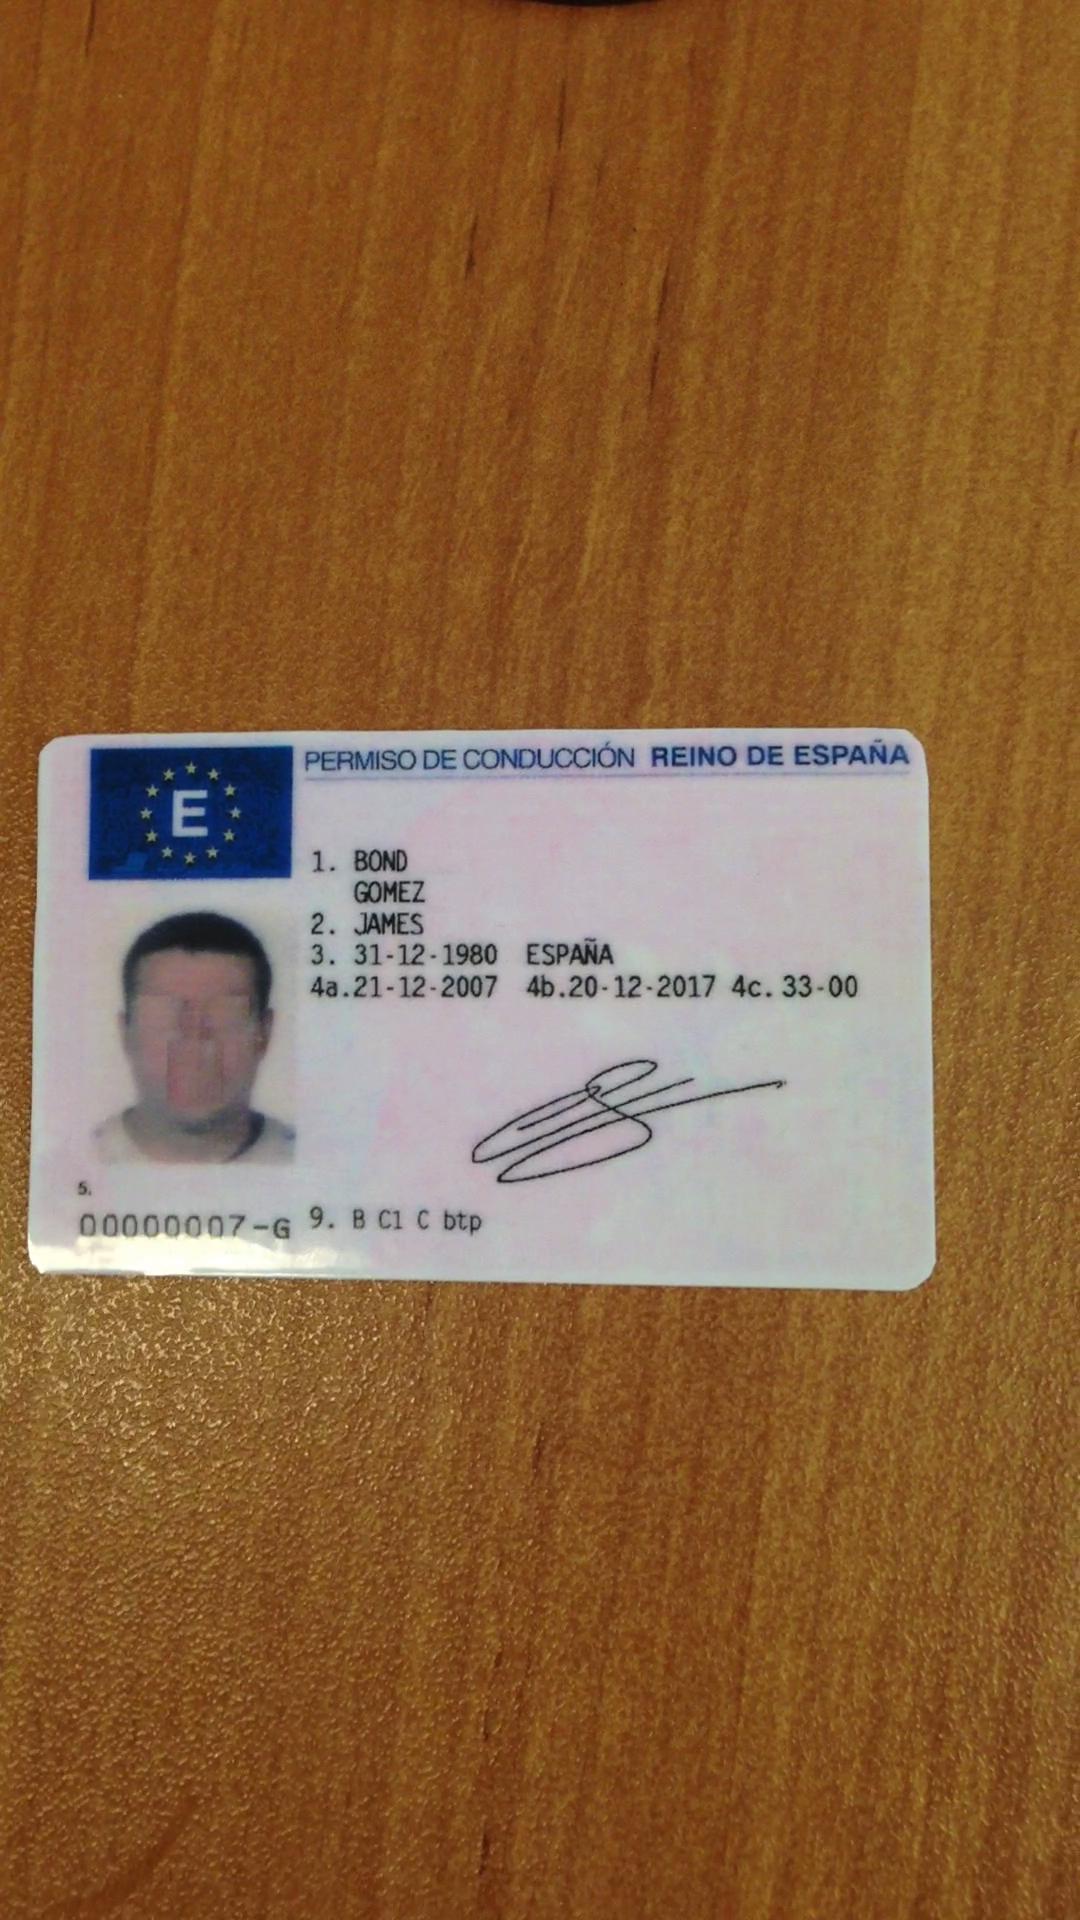 E
PERMISO DE CONDUCCIÓN REINO DE ESPAÑA
1. BOND
GOMEZ
2. JAMES
3. 31-12-1980 ESPAÑA
4a.21-12-2007 4b.20-12-2017 4c. 33-00
5.
00000007-G
9. B C1 C btp